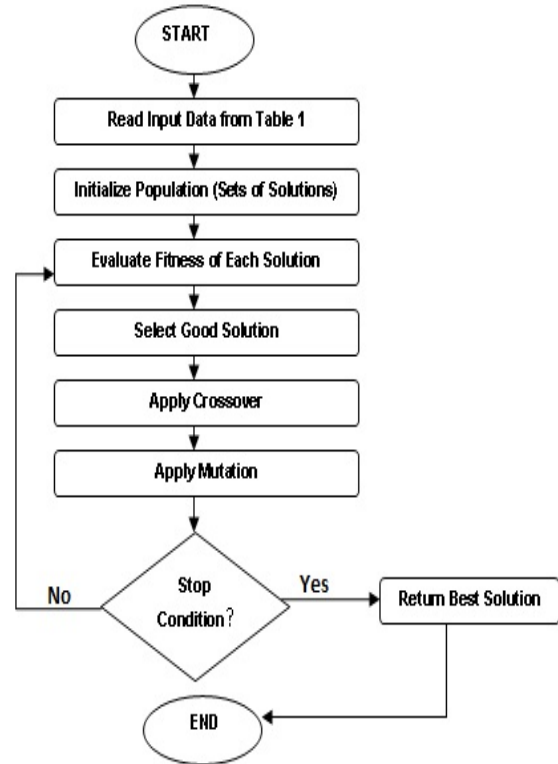 START
Read Input Data from Table 1
Initialize Population (Sets of Solutions)
Evaluate Fitness of Each Solution
Select Good Solution
Apply Crossover
Apply Mutation
Stop
Condition?
No
Yes
Return Best Solution
END